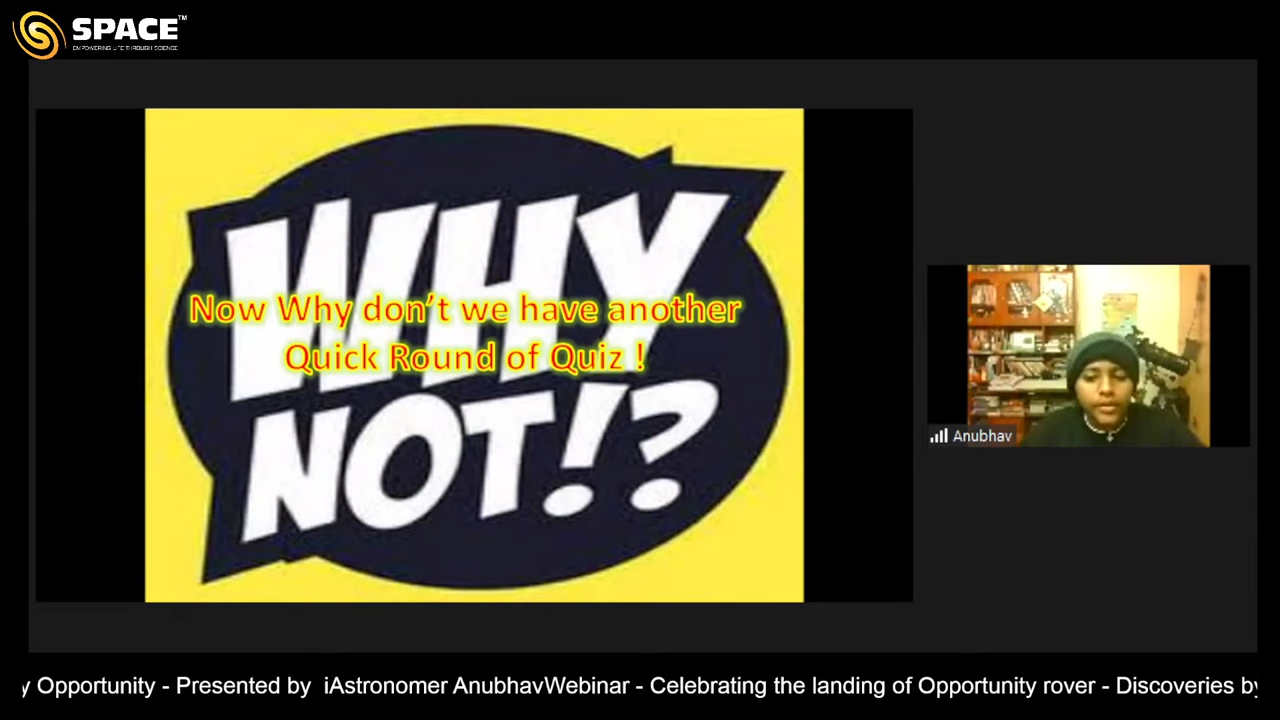 SPACE™
EMPOWERING LIFE THROUGH SCIENCE
WHY
Now Why don’t we have another
Quick Round of Quiz !
NOT!?
Anubhav
y Opportunity - Presented by iAstronomer AnubhavWebinar - Celebrating the landing of Opportunity rover - Discoveries by